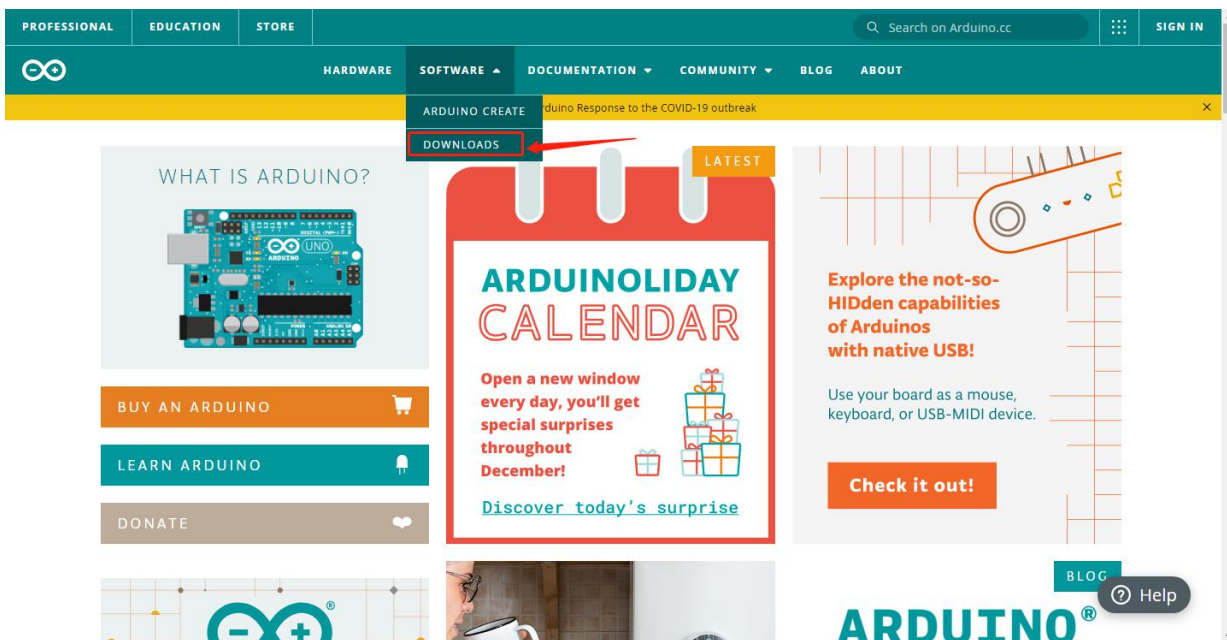 PROFESSIONAL
EDUCATION
STORE
Search on Arduino.cc
SIGN IN
HARDWARE
SOFTWARE
DOCUMENTATION
COMMUNITY
BLOG
ABOUT
ARDUINO CREATE
DOWNLOADS
rduino Response to the COVID-19 outbreak
WHAT IS ARDUINO?
UNO
ARDUINO
BUY AN ARDUINO
LEARN ARDUINO
DONATE
LATEST
ARDUINOLIDAY
CALENDAR
Open a new window
every day, you'll get
special surprises
throughout
December!
Discover today's surprise
Explore the not-so-
HIDden capabilities
of Arduinos
with native USB!
Use your board as a mouse,
keyboard, or USB-MIDI device.
Check it out!
BLOG
Help
ARDUINO®